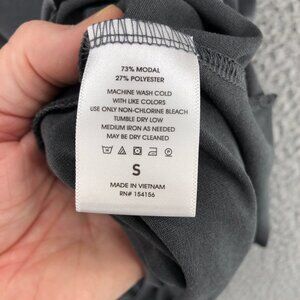 73% MODAL
27% POLYESTER
MACHINE WASH COLD
WITH LIKE COLORS
USE ONLY NON-CHLORINE BLEACH
TUMBLE DRY LOW
MEDIUM IRON AS NEEDED
MAY BE DRY CLEANED
S
MADE IN VIETNAM
RN# 154156